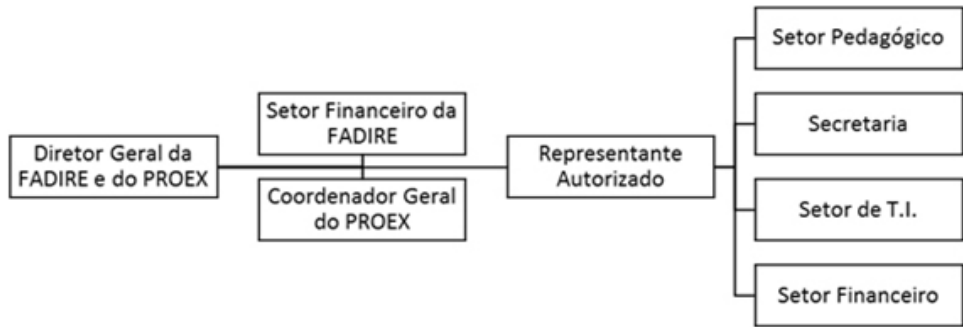 Diretor Geral da
FADIRE e do PROEX
Setor Financeiro da
FADIRE
Coordenador Geral
do PROEX
Representante
Autorizado
Setor Pedagógico
Secretaria
Setor de T.I.
Setor Financeiro